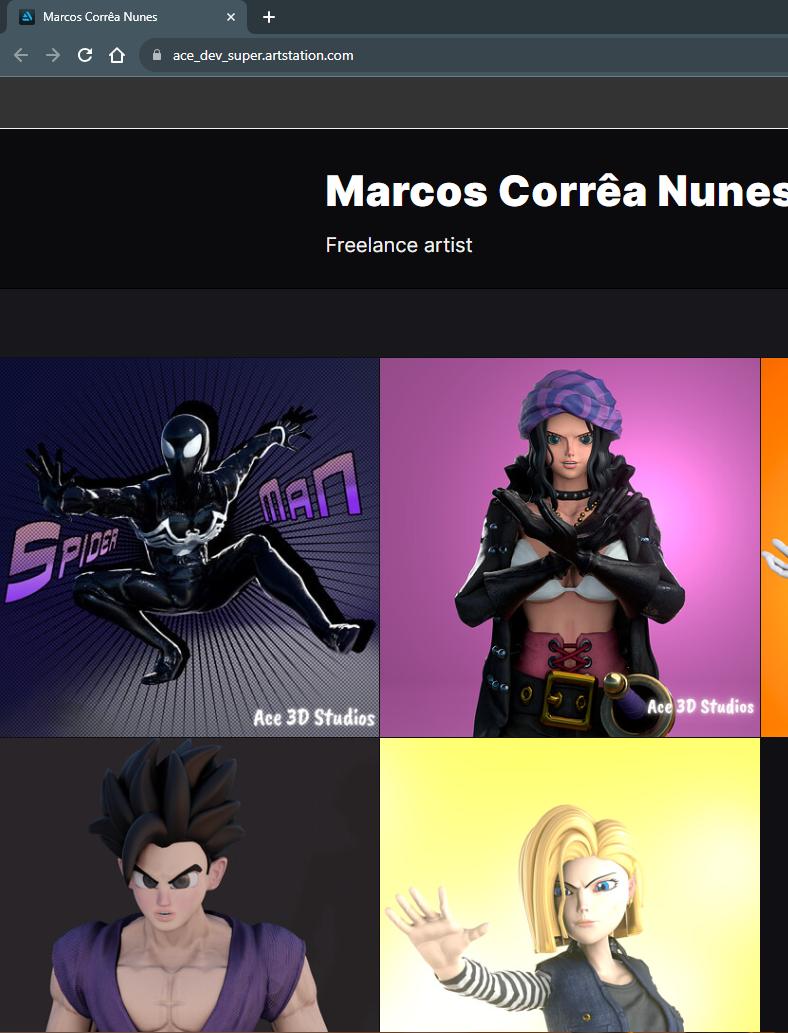 Marcos Corrêa Nunes
ace_dev_super.artstation.com
Marcos Corrêa Nunes
Freelance artist
SPIDER MAN
Ace 3D Studios
Ace 3D Studios